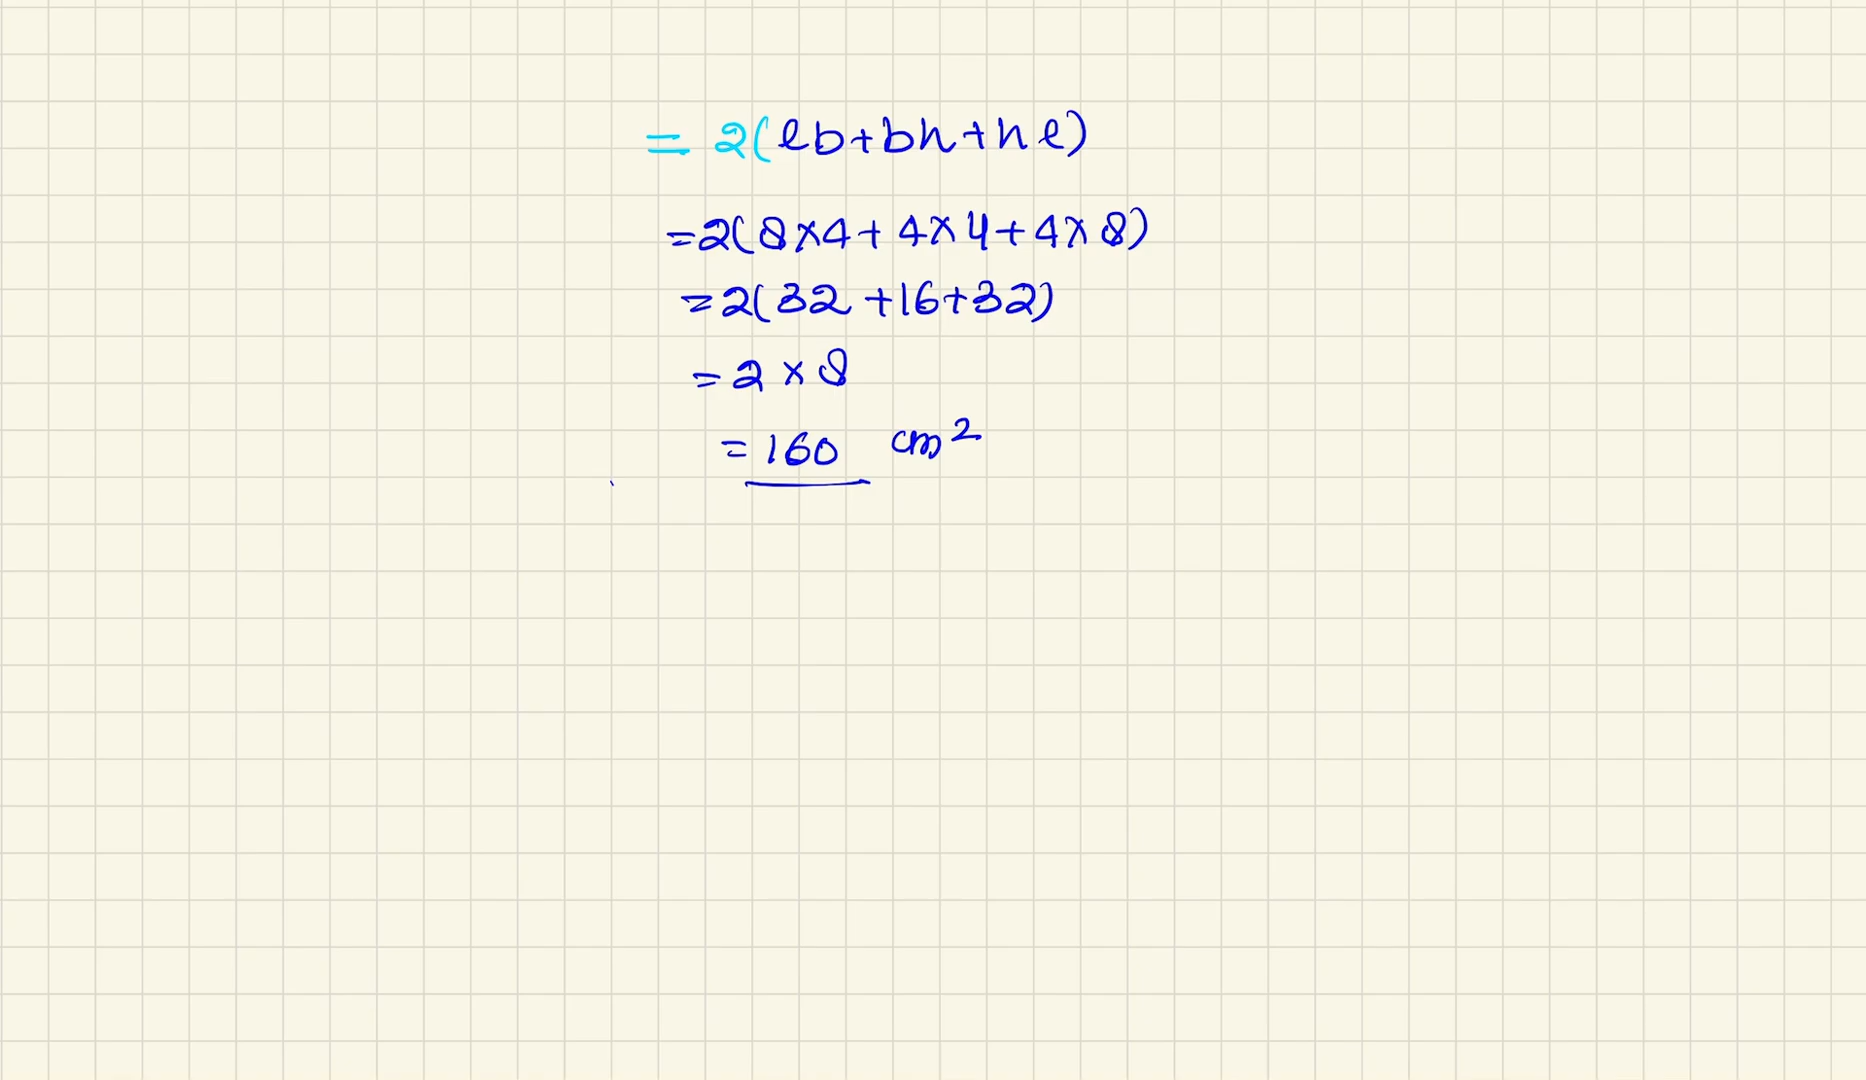 = 2(lb+bh+hl)
=2(8×4+4×4+4×8)
=2(32+16+32)
=2×8
=160 cm²